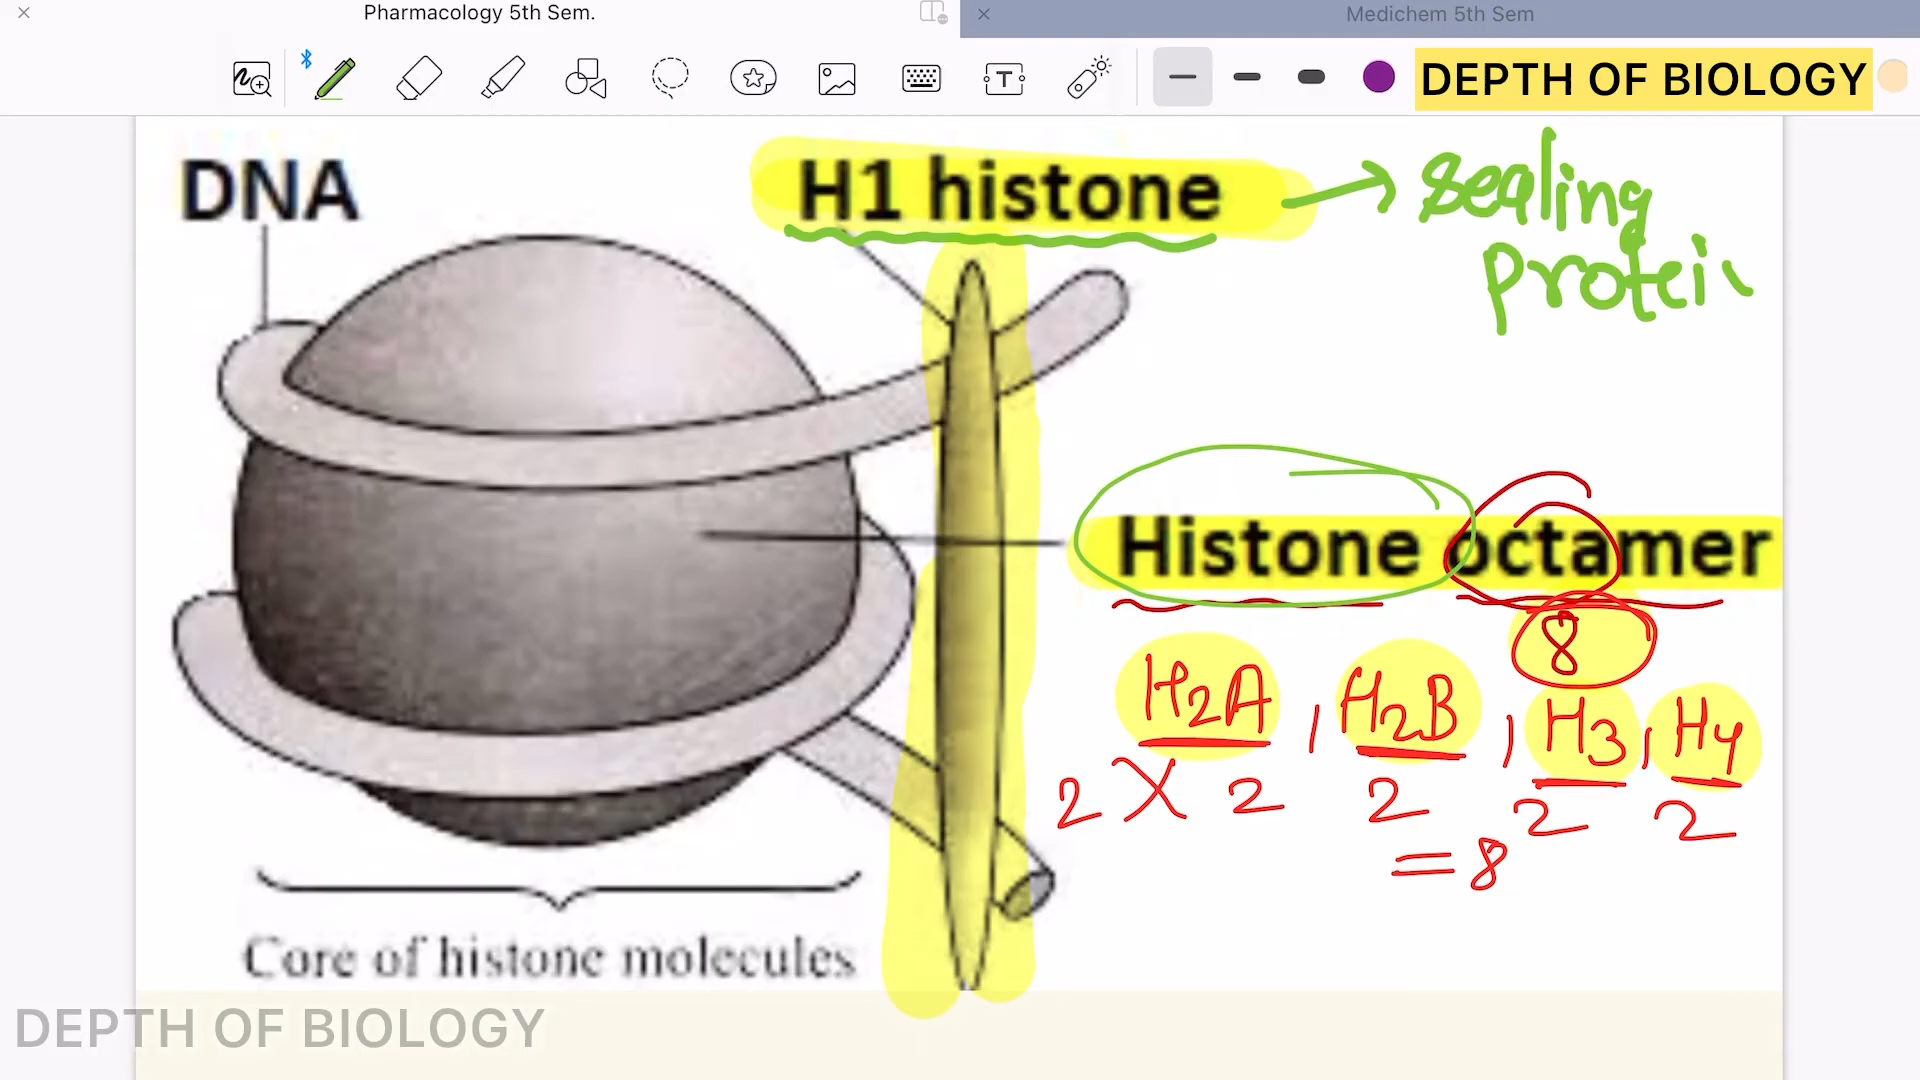 Pharmacology 5th Sem.
Medichem 5th Sem
T
DEPTH OF BIOLOGY
DNA
H1 histone → sealing
protein
Histone octamer
8
H2A , H2B , H3 , H4
2 X 2 2 2 2
= 8
Core of histone molecules
DEPTH OF BIOLOGY